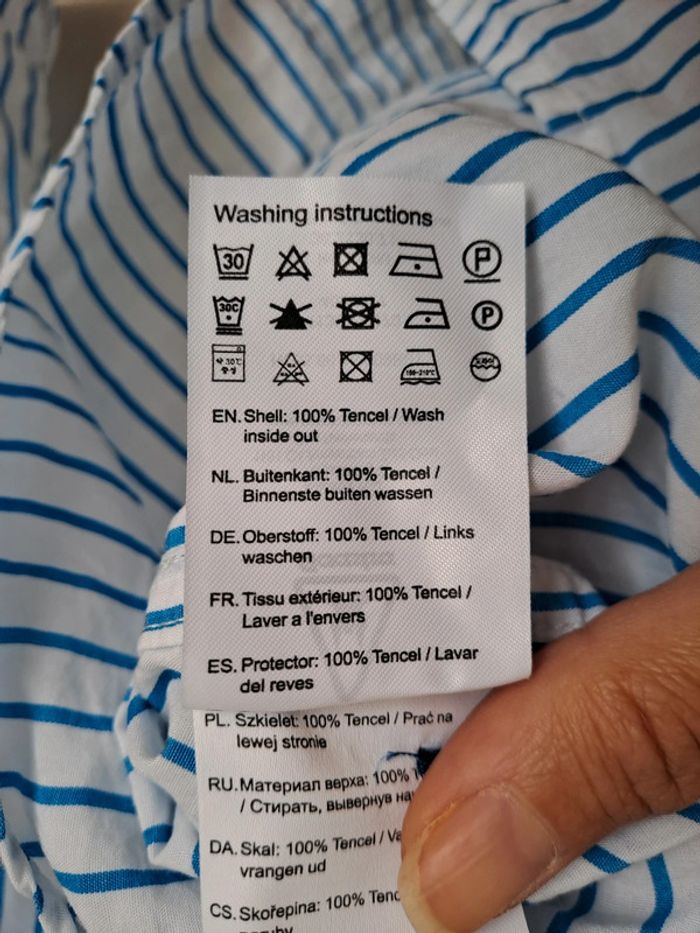 Washing instructions
30 P
30C P
30°C 180-210°C
EN. Shell: 100% Tencel / Wash
inside out
NL. Buitenkant: 100% Tencel /
Binnenste buiten wassen
DE. Oberstoff: 100% Tencel / Links
waschen
FR. Tissu extérieur: 100% Tencel /
Laver a l'envers
ES. Protector: 100% Tencel / Lavar
del reves
PL. Szkielet: 100% Tencel / Prać na
lewej stronie
RU. Материал верха: 100%
/ Стирать, вывернув
DA. Skal: 100% Tencel /
vrangen ud
CS. Skořepina: 100%